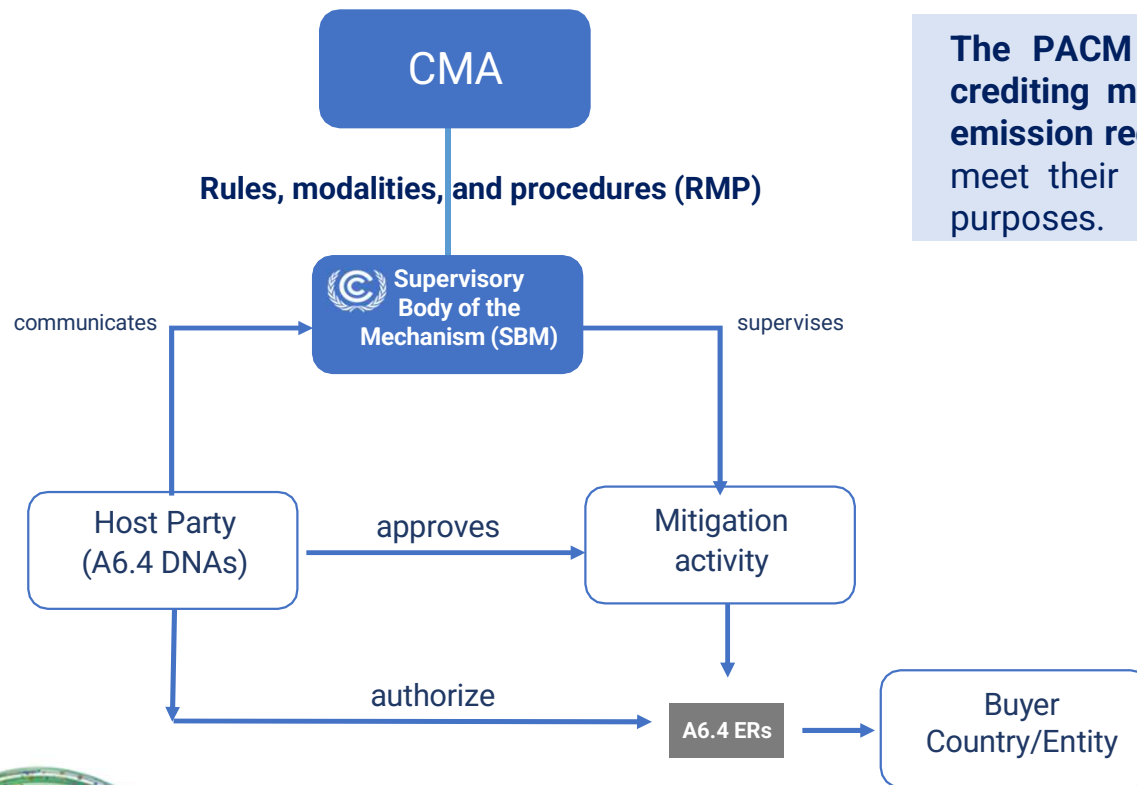 CMA
The PACM
crediting m
emission re
meet their
purposes.
Rules, modalities, and procedures (RMP)
Supervisory
Body of the
Mechanism (SBM)
communicates
supervises
Host Party
(A6.4 DNAs)
approves
Mitigation
activity
authorize
A6.4 ERs
Buyer
Country/Entity